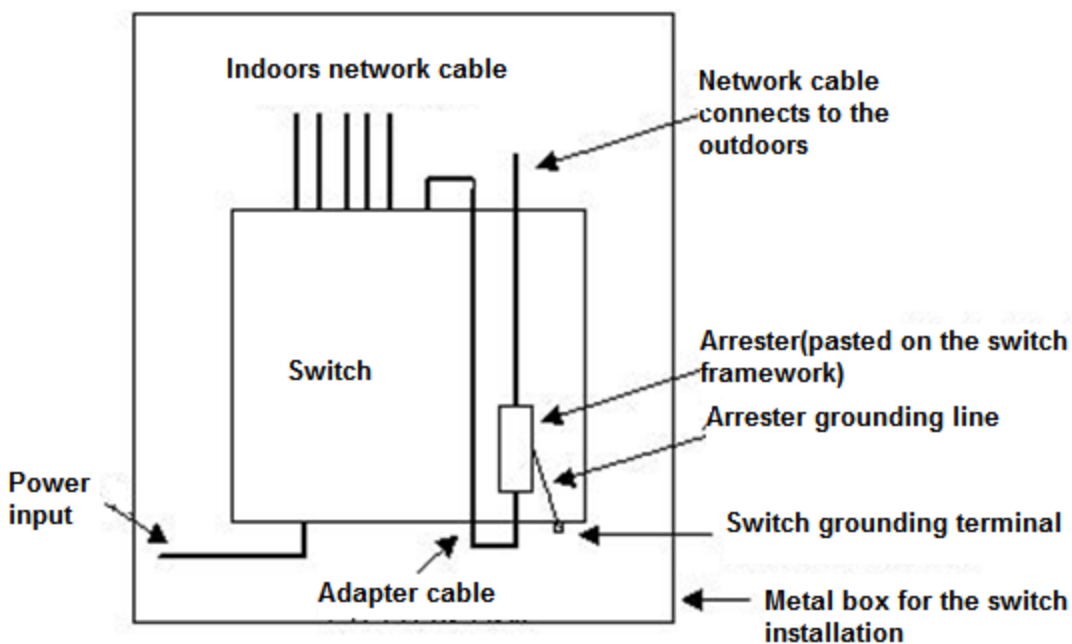 Indoors network cable
Network cable
connects to the
outdoors
Switch
Arrester(pasted on the switch
framework)
Arrester grounding line
Power
input
Switch grounding terminal
Adapter cable
Metal box for the switch
installation